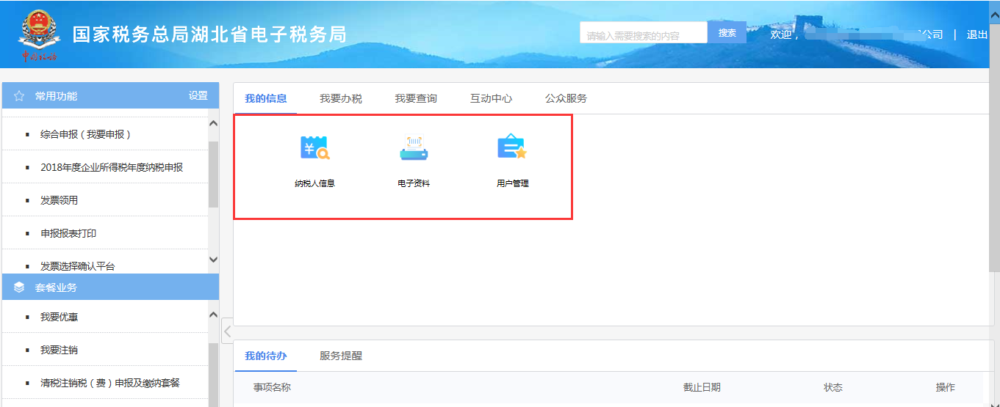 国家税务总局湖北省电子税务局
请输入需要搜索的内容
搜索
欢迎，
公司 | 退出
中国税务
常用功能
设置
综合申报（我要申报）
2018年度企业所得税年度纳税申报
发票领用
申报报表打印
发票选择确认平台
套餐业务
我要优惠
我要注销
清税注销税（费）申报及缴纳套餐
我的信息 我要办税 我要查询 互动中心 公众服务
纳税人信息 电子资料 用户管理
我的待办 服务提醒
事项名称 截止日期 状态 操作